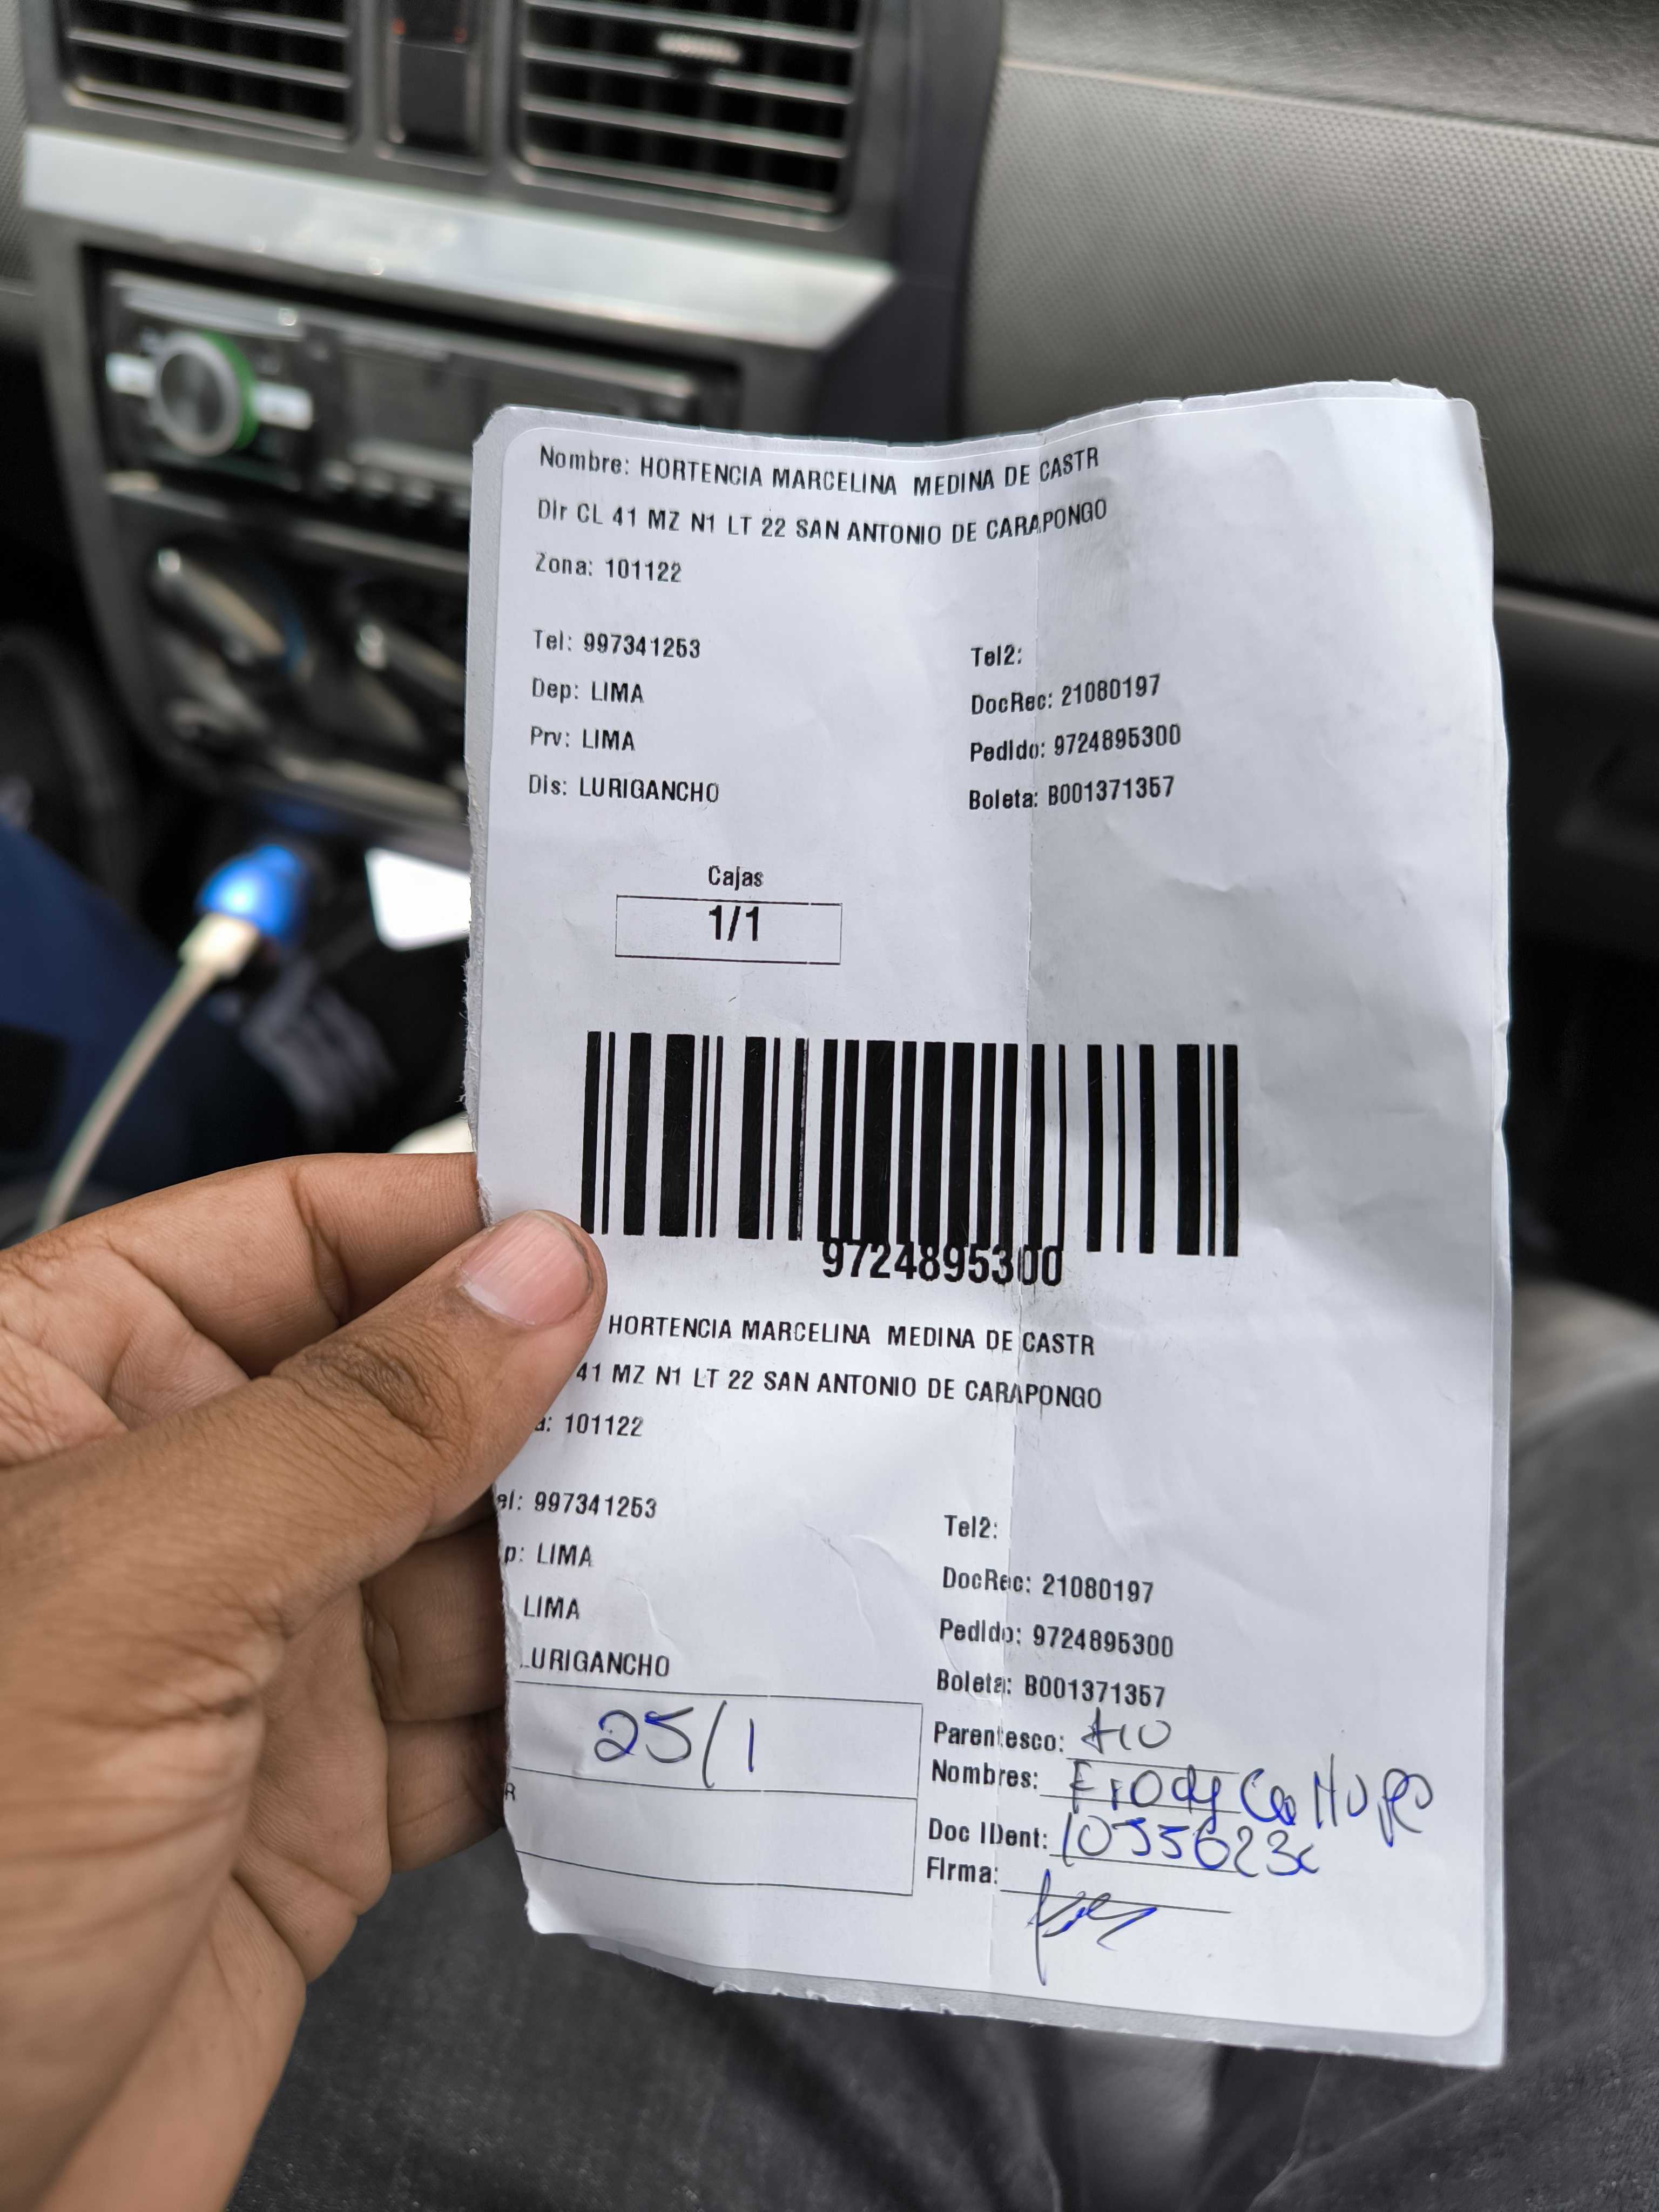 Nombre: HORTENCIA MARCELINA MEDINA DE CASTR
Dir CL 41 MZ N1 LT 22 SAN ANTONIO DE CARAPONGO
Zona: 101122
Tel: 997341253
Tel2:
Dep: LIMA
DocRec: 21080197
Prv: LIMA
Pedido: 9724895300
Dis: LURIGANCHO
Boleta: B001371357
Cajas
1/1
9724895300
HORTENCIA MARCELINA MEDINA DE CASTR
41 MZ N1 LT 22 SAN ANTONIO DE CARAPONGO
a: 101122
el: 997341253
Tel2:
p: LIMA
DocRec: 21080197
LIMA
Pedido: 9724895300
URIGANCHO
Boleta: B001371357
25/1
Parentesco:
Nombres:
R
Doc IDent:
Firma: